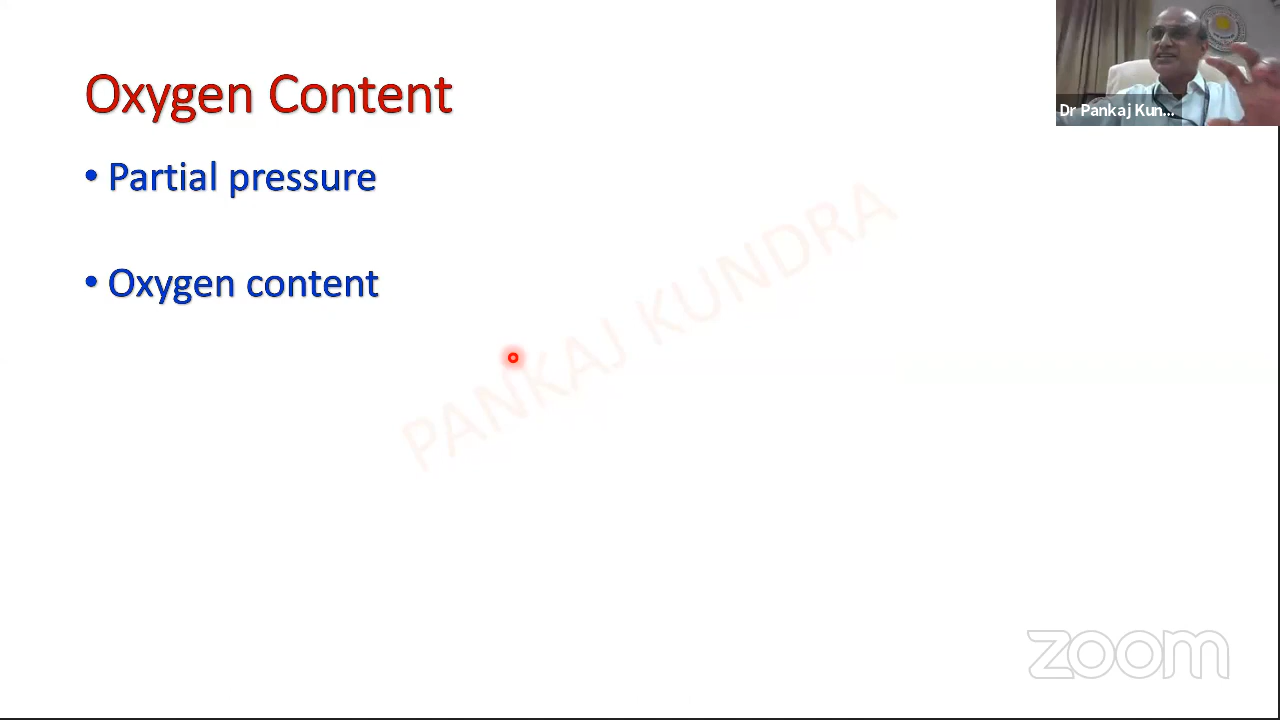 Oxygen Content
Dr Pankaj Kun...
• Partial pressure
• Oxygen content
PANKAJ KUNDRA
zoom